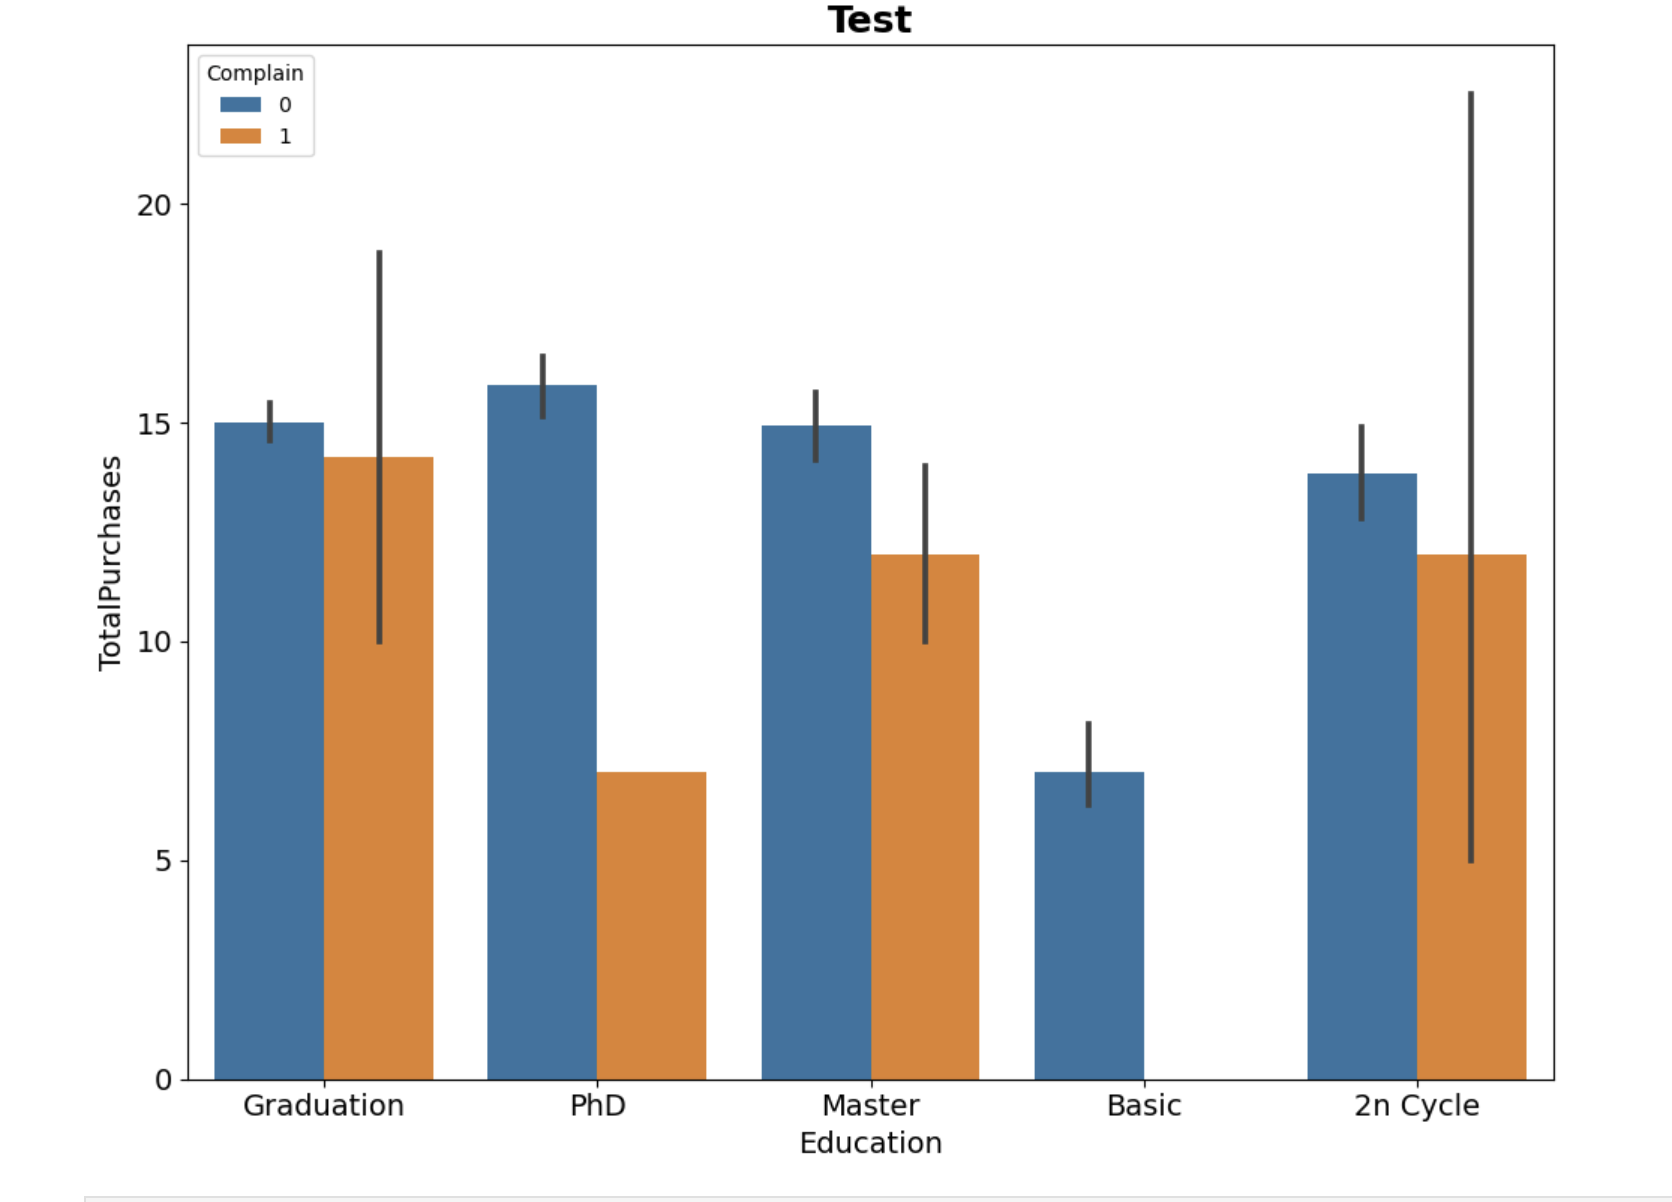 Test
Complain
0
1
20
15
10
5
0
TotalPurchases
Graduation PhD Master Basic 2n Cycle
Education